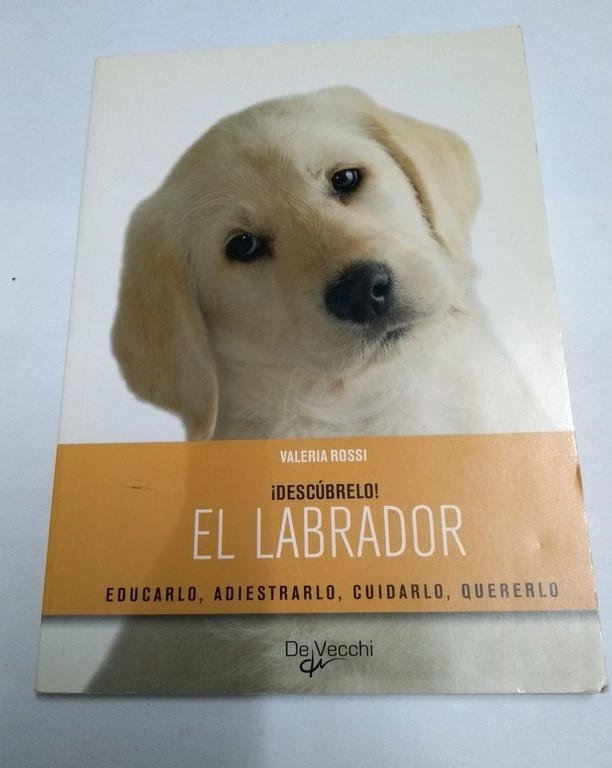 VALERIA ROSSI
¡DESCÚBRELO!
EL LABRADOR
EDUCARLO, ADIESTRARLO, CUIDARLO, QUERERLO
De Vecchi